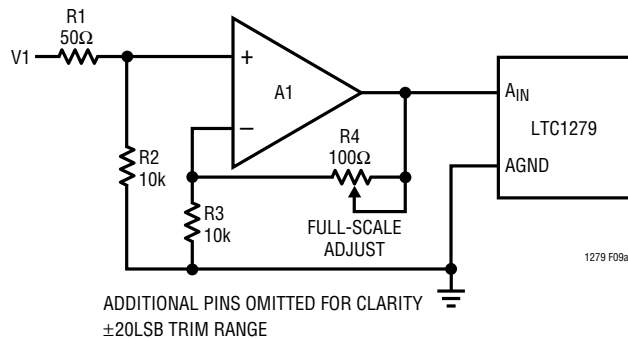 R1
50Ω
V1
+
A1
−
AIN
LTC1279
AGND
R4
100Ω
R2
10k
R3
10k
FULL-SCALE
ADJUST
1279 F09a
ADDITIONAL PINS OMITTED FOR CLARITY
±20LSB TRIM RANGE